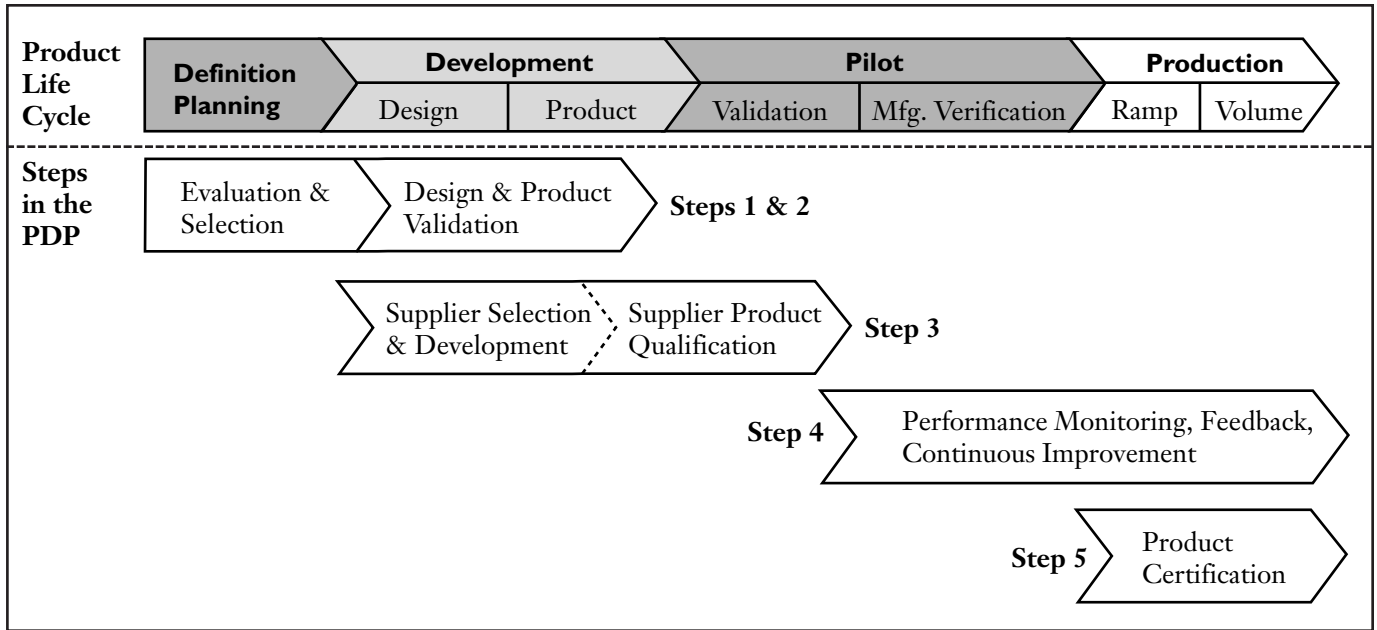 Product
Life
Cycle
Definition
Planning
Development
Design
Product
Pilot
Validation
Mfg. Verification
Production
Ramp
Volume
Steps
in the
PDP
Evaluation &
Selection
Design & Product
Validation
Steps 1 & 2
Supplier Selection
& Development
Supplier Product
Qualification
Step 3
Step 4
Performance Monitoring, Feedback,
Continuous Improvement
Step 5
Product
Certification